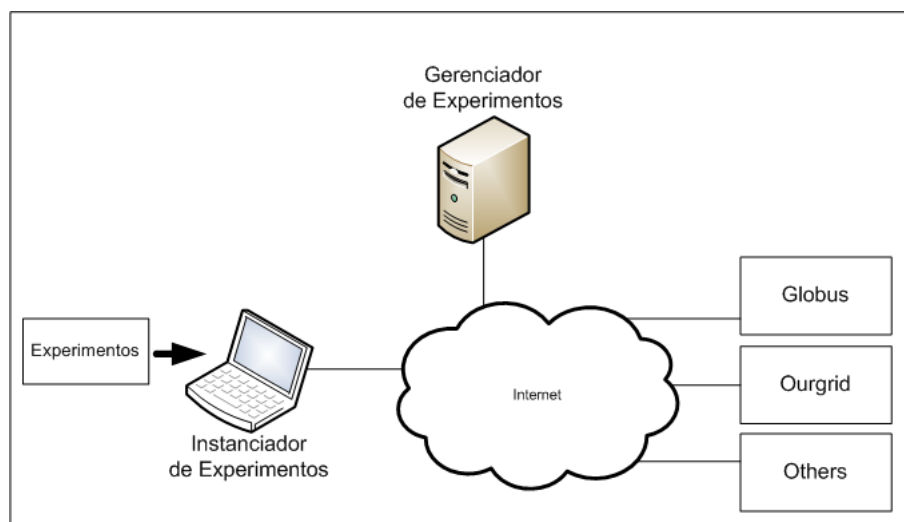 Gerenciador
de Experimentos
Globus
Experimentos
Internet
Ourgrid
Instanciador
de Experimentos
Others